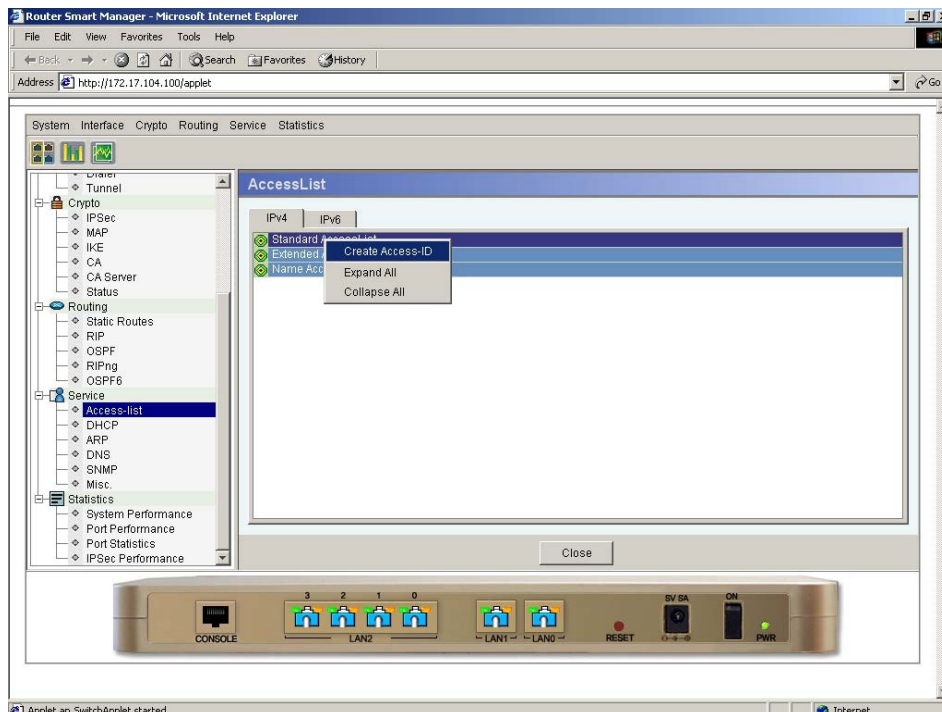 Router Smart Manager - Microsoft Internet Explorer
File Edit View Favorites Tools Help
Back Search Favorites History
Address http://172.17.104.100/applet Go
System Interface Crypto Routing Service Statistics
Dialer
Tunnel
Crypto
IPSec
MAP
IKE
CA
CA Server
Status
Routing
Static Routes
RIP
OSPF
RIPng
OSPF6
Service
Access-list
DHCP
ARP
DNS
SNMP
Misc.
Statistics
System Performance
Port Performance
Port Statistics
IPSec Performance
AccessList
IPv4 IPv6
Standard AccessList
Extended
Name Acc
Create Access-ID
Expand All
Collapse All
Close
3 2 1 0 5V 5A ON
CONSOLE LAN2 LAN1 LAN0 RESET PWR
Applet an SwitchApplet started Internet